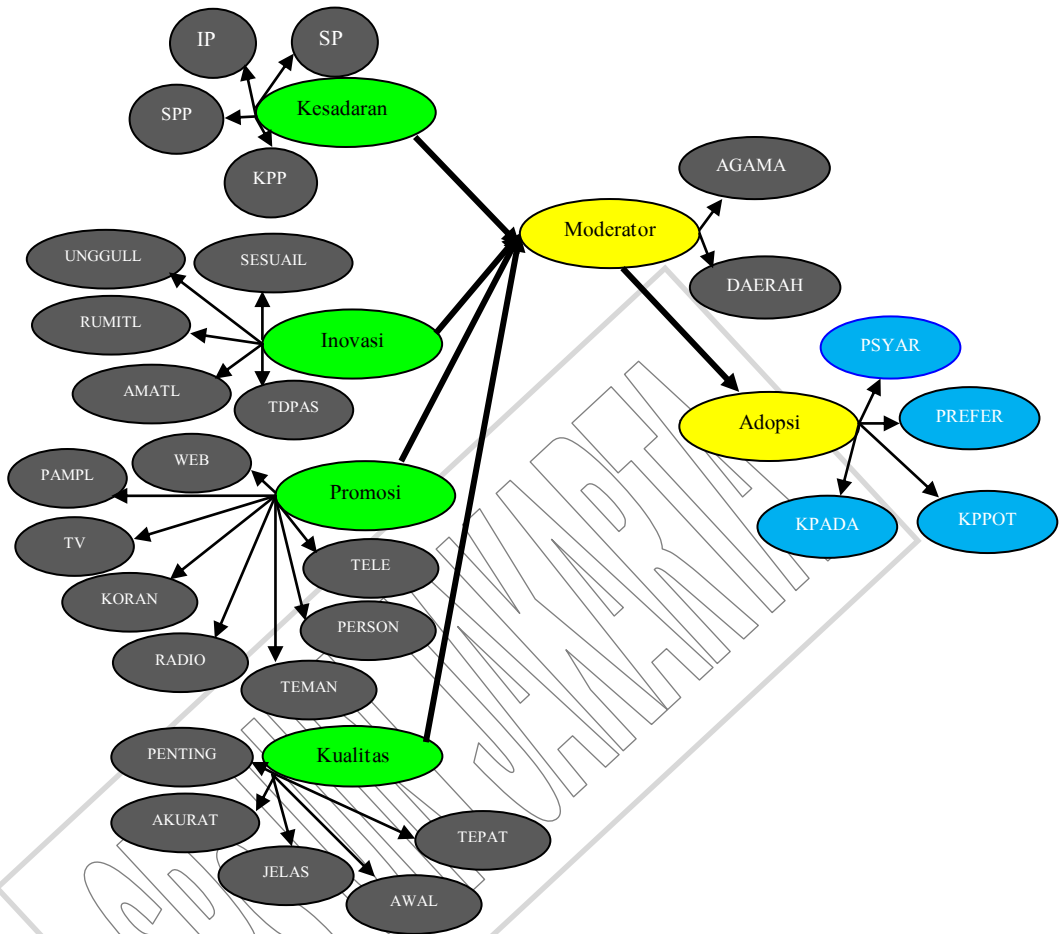 IP
SP
Kesadaran
SPP
KPP
AGAMA
Moderator
DAERAH
UNGGULL
SESUAIL
RUMITL
Inovasi
AMATL
TDPAS
PSYAR
PREFER
Adopsi
KPADA
KPPOT
WEB
PAMPL
Promosi
TV
TELE
KORAN
PERSON
RADIO
TEMAN
PENTING
Kualitas
AKURAT
TEPAT
JELAS
AWAL